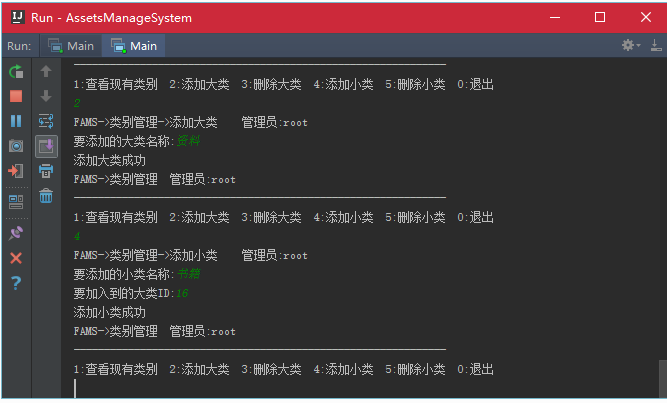 Run - AssetsManageSystem
Run: Main Main
1:查看现有类别 2:添加大类 3:删除大类 4:添加小类 5:删除小类 0:退出
2
FAMS->类别管理->添加大类 管理员:root
要添加的大类名称:资料
添加大类成功
FAMS->类别管理 管理员:root
1:查看现有类别 2:添加大类 3:删除大类 4:添加小类 5:删除小类 0:退出
4
FAMS->类别管理->添加小类 管理员:root
要添加的小类名称:书籍
要加入到的大类ID:16
添加小类成功
FAMS->类别管理 管理员:root
1:查看现有类别 2:添加大类 3:删除大类 4:添加小类 5:删除小类 0:退出